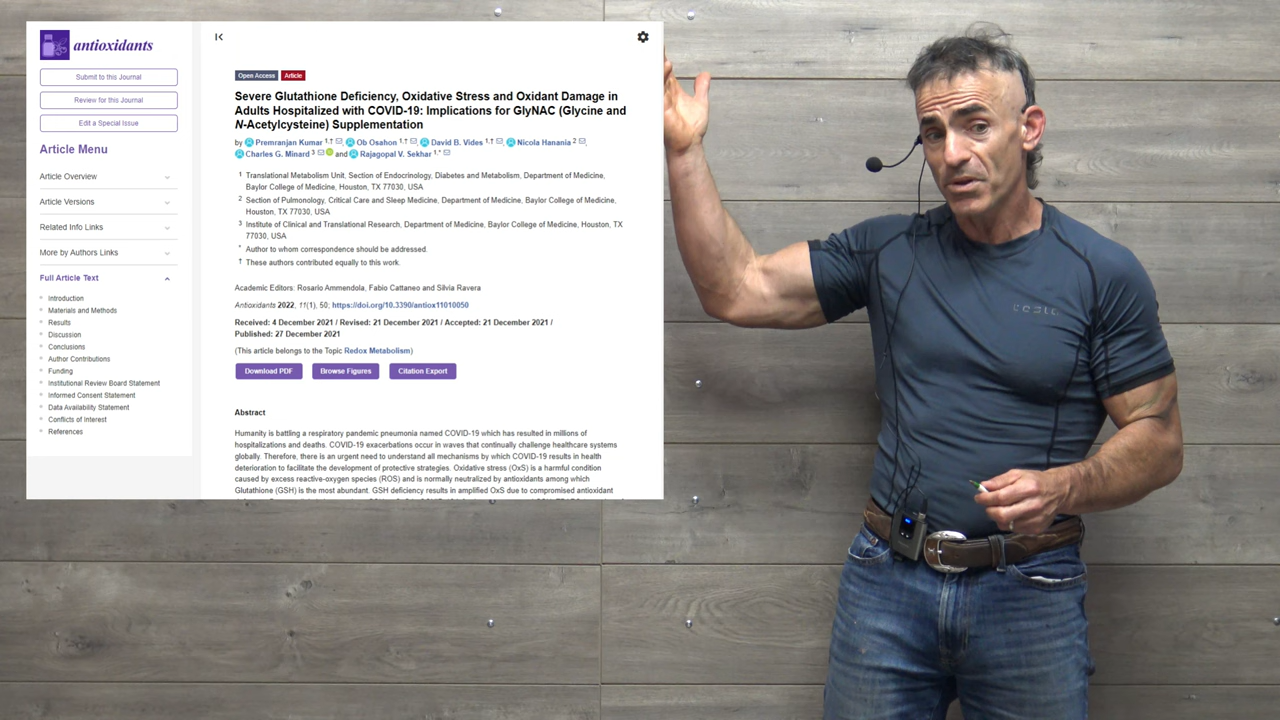 antioxidants
Submit to this Journal
Review for this Journal
Edit a Special Issue
Article Menu
Article Overview
Article Versions
Related Info Links
More by Authors Links
Full Article Text
Introduction
Materials and Methods
Results
Discussion
Conclusions
Author Contributions
Funding
Institutional Review Board Statement
Informed Consent Statement
Data Availability Statement
Conflicts of Interest
References
Open Access Article
Severe Glutathione Deficiency, Oxidative Stress and Oxidant Damage in
Adults Hospitalized with COVID-19: Implications for GlyNAC (Glycine and
N-Acetylcysteine) Supplementation
by Premranjan Kumar 1,†, Ob Osahon 1,†, David B. Vides 1,†, Nicola Hanania 2,
Charles G. Minard 3 and Rajagopal V. Sekhar 1,*
1 Translational Metabolism Unit, Section of Endocrinology, Diabetes and Metabolism, Department of Medicine,
Baylor College of Medicine, Houston, TX 77030, USA
2 Section of Pulmonology, Critical Care and Sleep Medicine, Department of Medicine, Baylor College of Medicine,
Houston, TX 77030, USA
3 Institute of Clinical and Translational Research, Department of Medicine, Baylor College of Medicine, Houston, TX
77030, USA
* Author to whom correspondence should be addressed.
† These authors contributed equally to this work.
Academic Editors: Rosario Ammendola, Fabio Cattaneo and Silvia Ravera
Antioxidants 2022, 11(1), 50; https://doi.org/10.3390/antiox11010050
Received: 4 December 2021 / Revised: 21 December 2021 / Accepted: 21 December 2021 /
Published: 27 December 2021
(This article belongs to the Topic Redox Metabolism)
Download PDF Browse Figures Citation Export
Abstract
Humanity is battling a respiratory pandemic pneumonia named COVID-19 which has resulted in millions of
hospitalizations and deaths. COVID-19 exacerbations occur in waves that continually challenge healthcare systems
globally. Therefore, there is an urgent need to understand all mechanisms by which COVID-19 results in health
deterioration to facilitate the development of protective strategies. Oxidative stress (OxS) is a harmful condition
caused by excess reactive-oxygen species (ROS) and is normally neutralized by antioxidants among which
Glutathione (GSH) is the most abundant. GSH deficiency results in amplified OxS due to compromised antioxidant